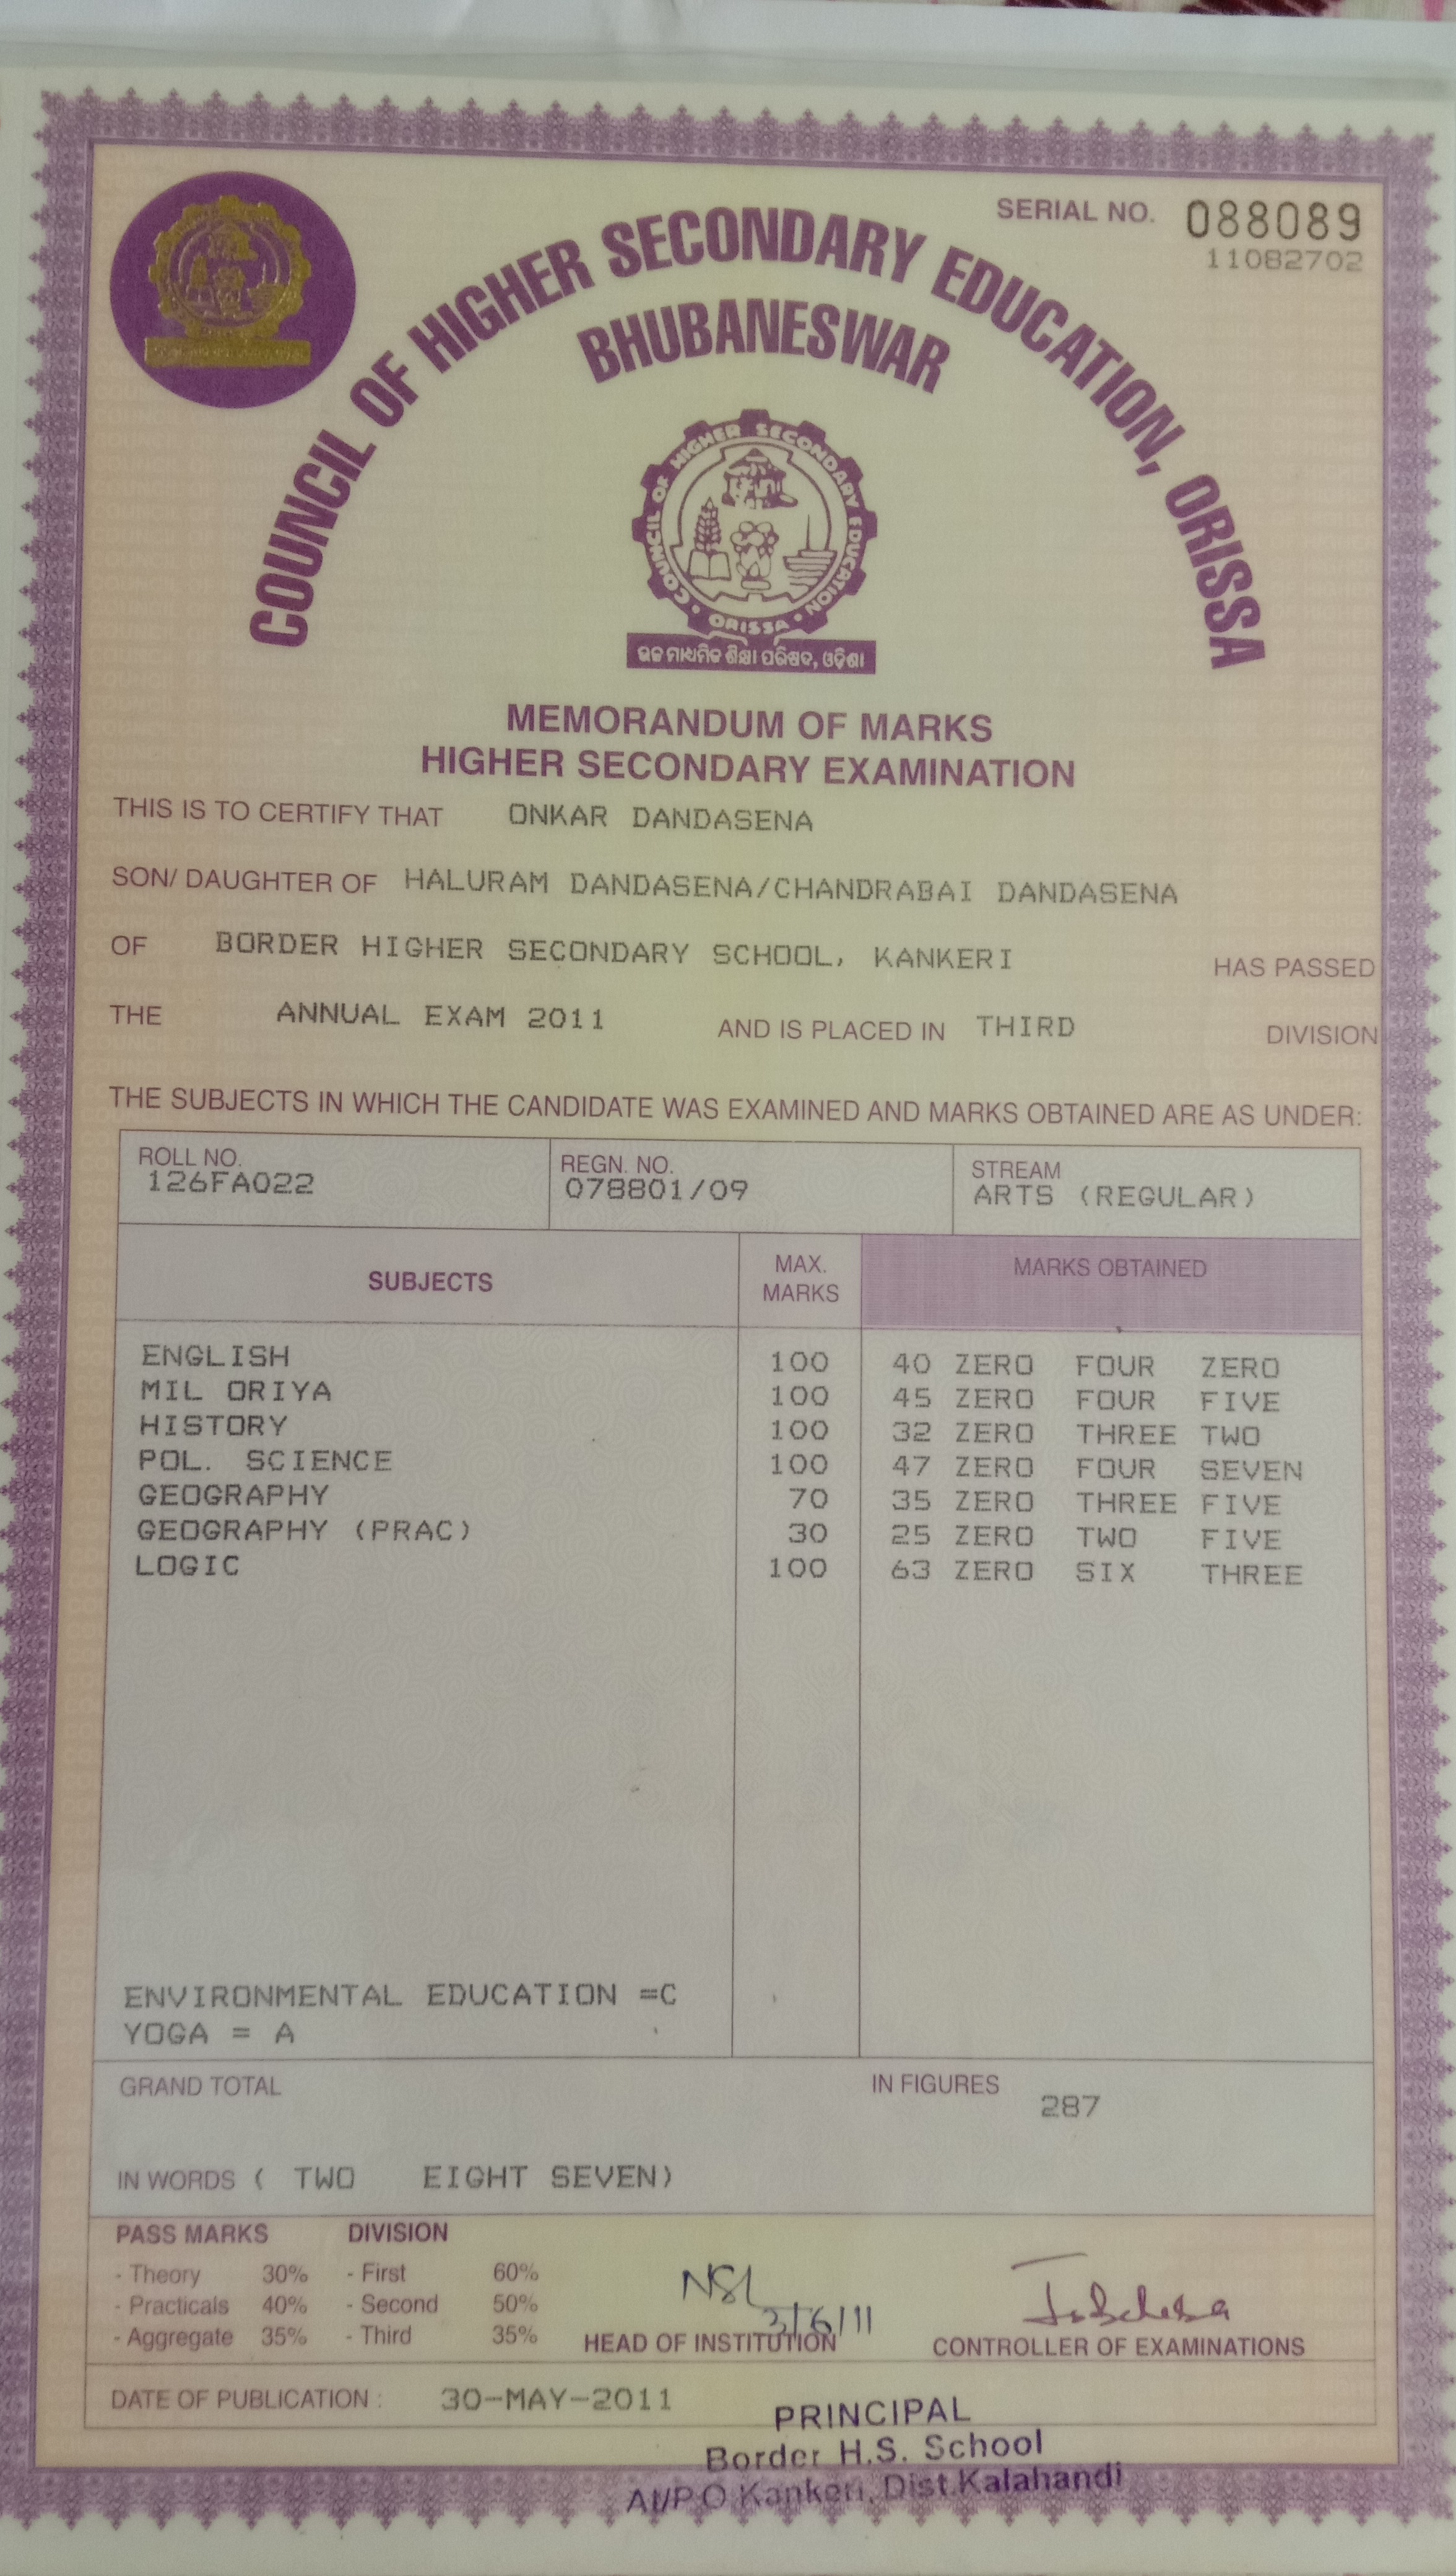 SERIAL NO. 088089
11082702
COUNCIL OF HIGHER SECONDARY EDUCATION, ORISSA
BHUBANESWAR
COUNCIL OF HIGHER SECONDARY EDUCATION
• ORISSA •
ଉଚ୍ଚ ମାଧ୍ୟମିକ ଶିକ୍ଷା ପରିଷଦ, ଓଡ଼ିଶା
MEMORANDUM OF MARKS
HIGHER SECONDARY EXAMINATION
THIS IS TO CERTIFY THAT ONKAR DANDASENA
SON/ DAUGHTER OF HALURAM DANDASENA/CHANDRABAI DANDASENA
OF BORDER HIGHER SECONDARY SCHOOL, KANKERI HAS PASSED
THE ANNUAL EXAM 2011 AND IS PLACED IN THIRD DIVISION
THE SUBJECTS IN WHICH THE CANDIDATE WAS EXAMINED AND MARKS OBTAINED ARE AS UNDER:
ROLL NO. REGN. NO. STREAM
126FA022 078801/09 ARTS (REGULAR)
SUBJECTS MAX. MARKS MARKS OBTAINED
ENGLISH 100 40 ZERO FOUR ZERO
MIL ORIYA 100 45 ZERO FOUR FIVE
HISTORY 100 32 ZERO THREE TWO
POL. SCIENCE 100 47 ZERO FOUR SEVEN
GEOGRAPHY 70 35 ZERO THREE FIVE
GEOGRAPHY (PRAC) 30 25 ZERO TWO FIVE
LOGIC 100 63 ZERO SIX THREE
ENVIRONMENTAL EDUCATION =C
YOGA = A
GRAND TOTAL IN FIGURES 287
IN WORDS ( TWO EIGHT SEVEN)
PASS MARKS DIVISION
- Theory 30% - First 60%
- Practicals 40% - Second 50%
- Aggregate 35% - Third 35%
3/6/11
HEAD OF INSTITUTION CONTROLLER OF EXAMINATIONS
DATE OF PUBLICATION : 30-MAY-2011
PRINCIPAL
Border H.S. School
At/P.O.Kankeri, Dist.Kalahandi